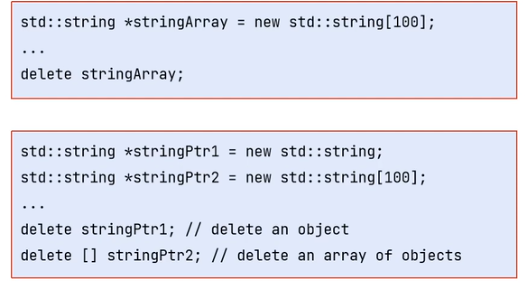 std::string *stringArray = new std::string[100];
...
delete stringArray;
std::string *stringPtr1 = new std::string;
std::string *stringPtr2 = new std::string[100];
...
delete stringPtr1; // delete an object
delete [] stringPtr2; // delete an array of objects